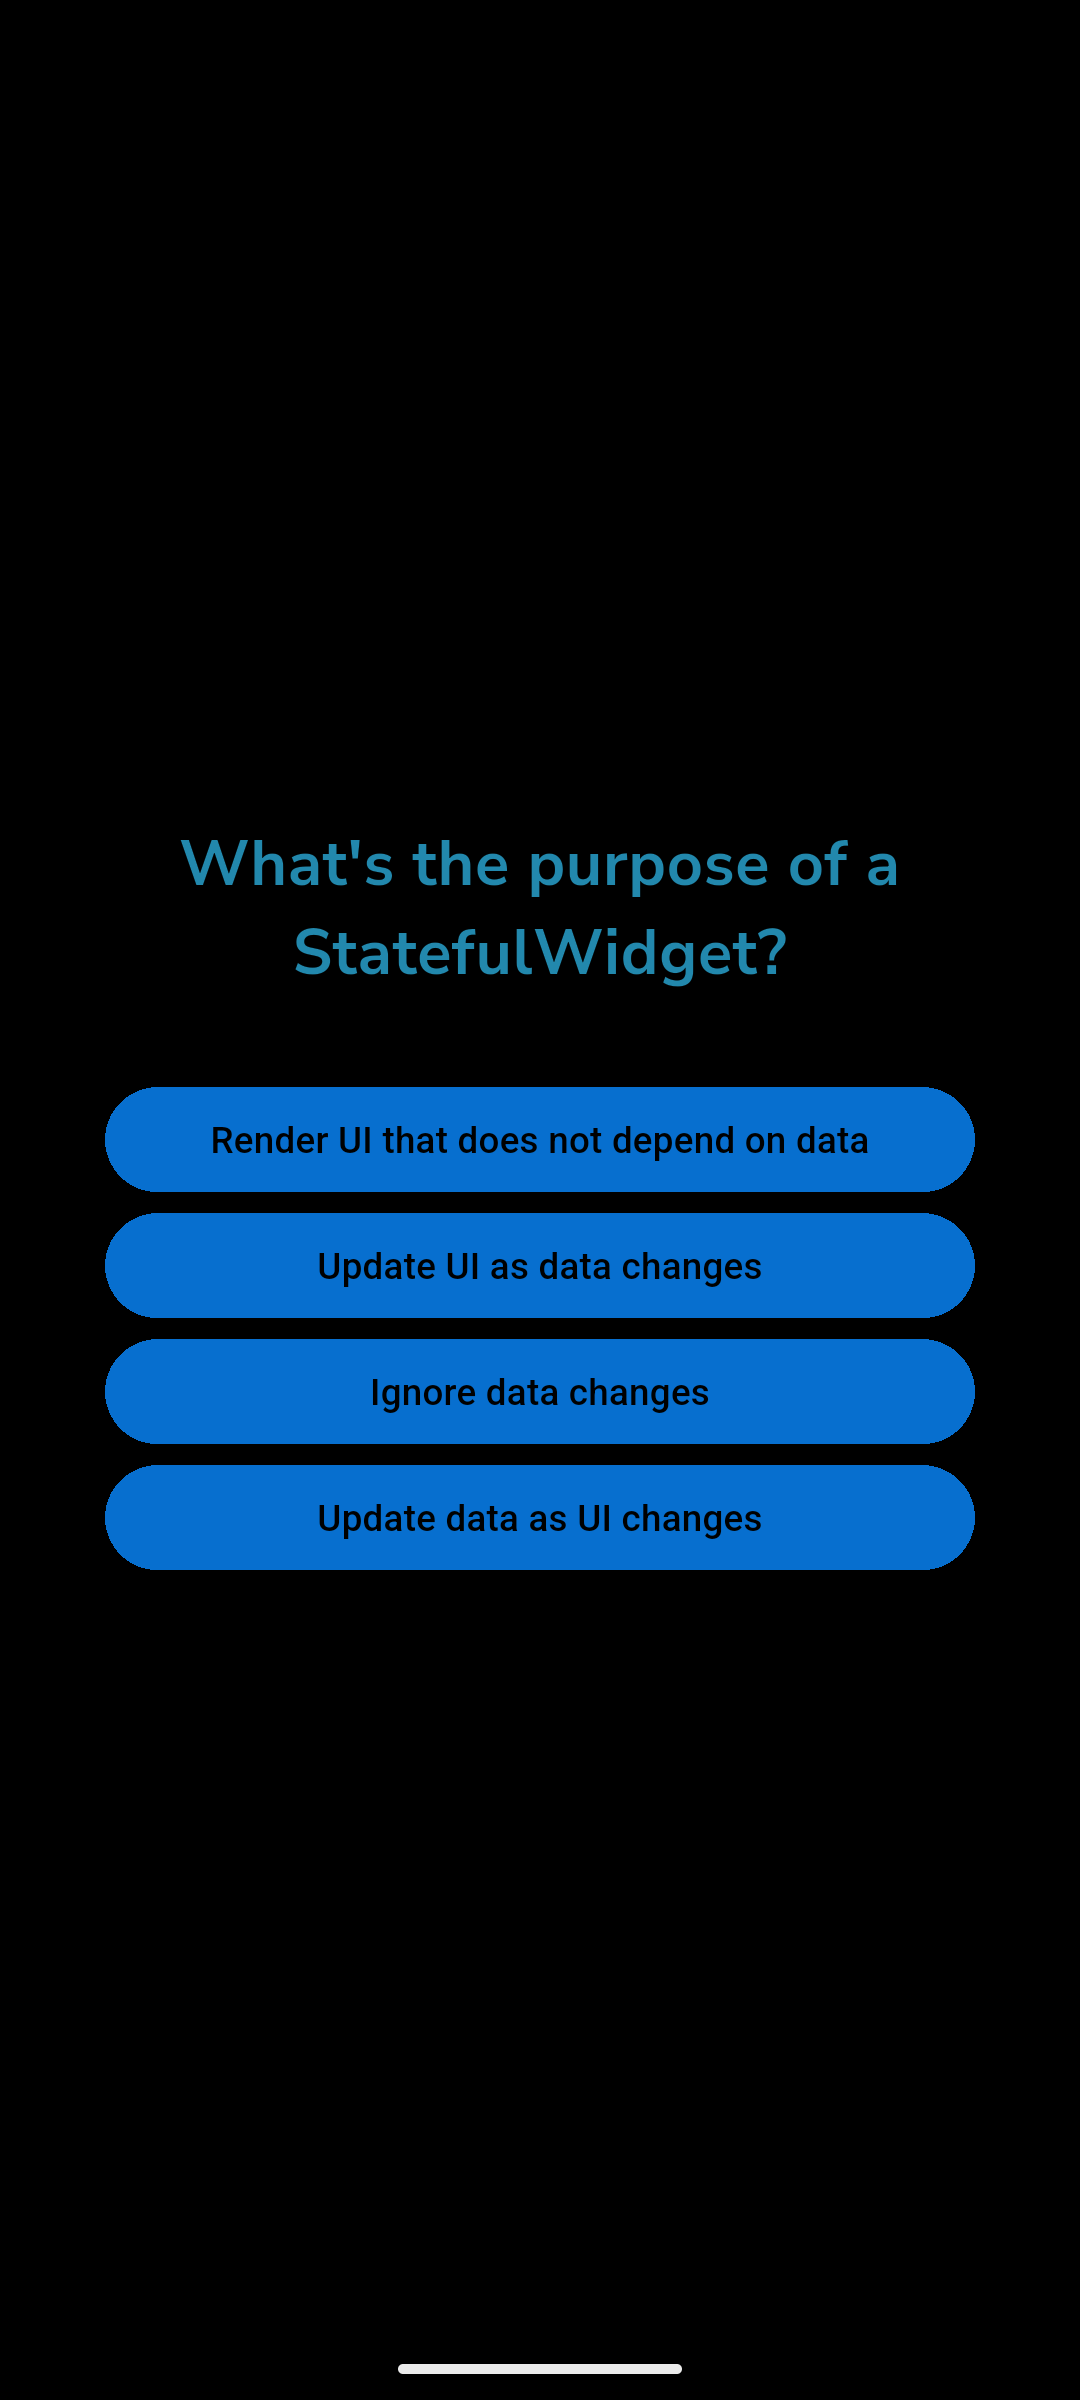 What's the purpose of a
StatefulWidget?
Render UI that does not depend on data
Update UI as data changes
Ignore data changes
Update data as UI changes